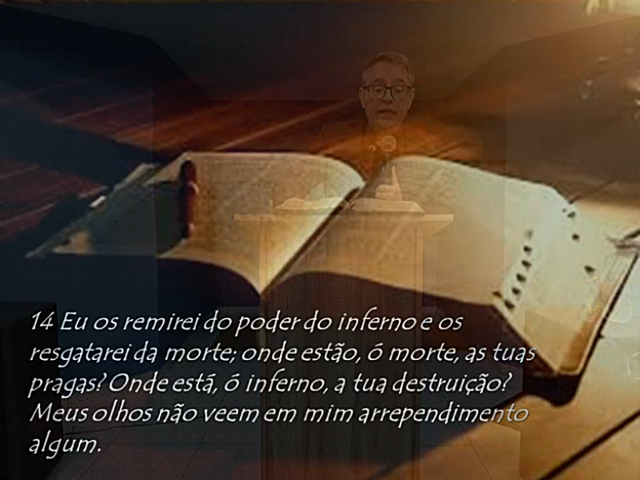 14 Eu os remirei do poder do inferno e os
resgatarei da morte; onde estão, ó morte, as tuas
pragas? Onde está, ó inferno, a tua destruição?
Meus olhos não veem em mim arrependimento
algum.